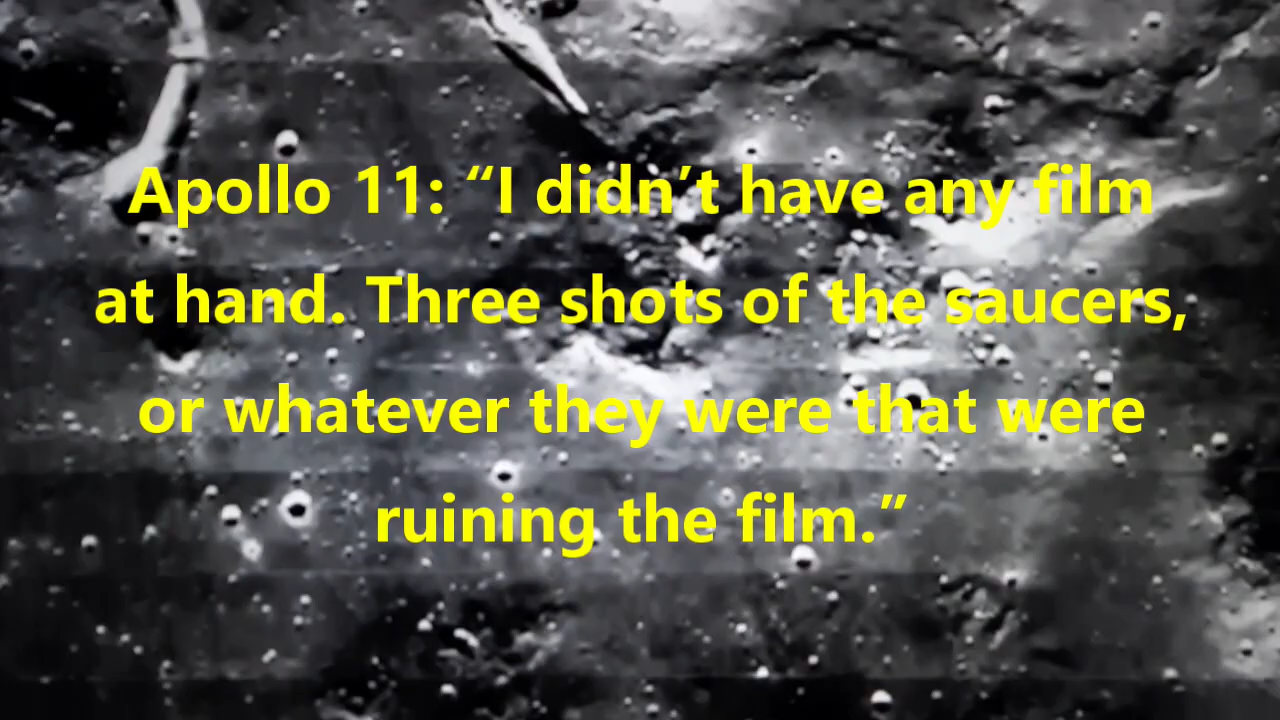 Apollo 11: “I didn’t have any film
at hand. Three shots of the saucers,
or whatever they were that were
ruining the film.”